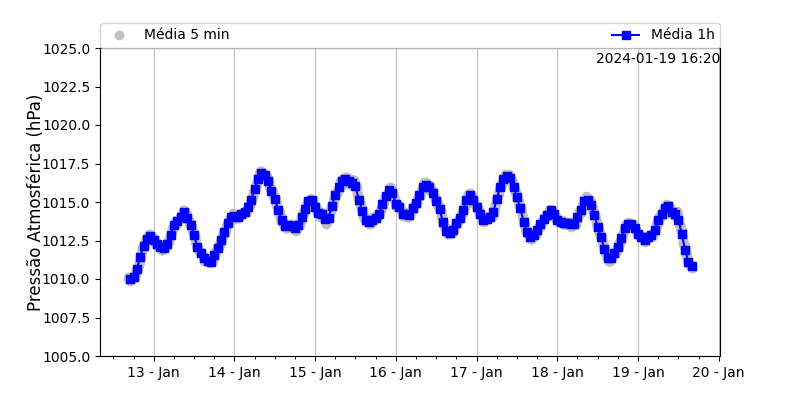 Média 5 min
Média 1h
2024-01-19 16:20
Pressão Atmosférica (hPa)
1025.0
1022.5
1020.0
1017.5
1015.0
1012.5
1010.0
1007.5
1005.0
13 - Jan
14 - Jan
15 - Jan
16 - Jan
17 - Jan
18 - Jan
19 - Jan
20 - Jan